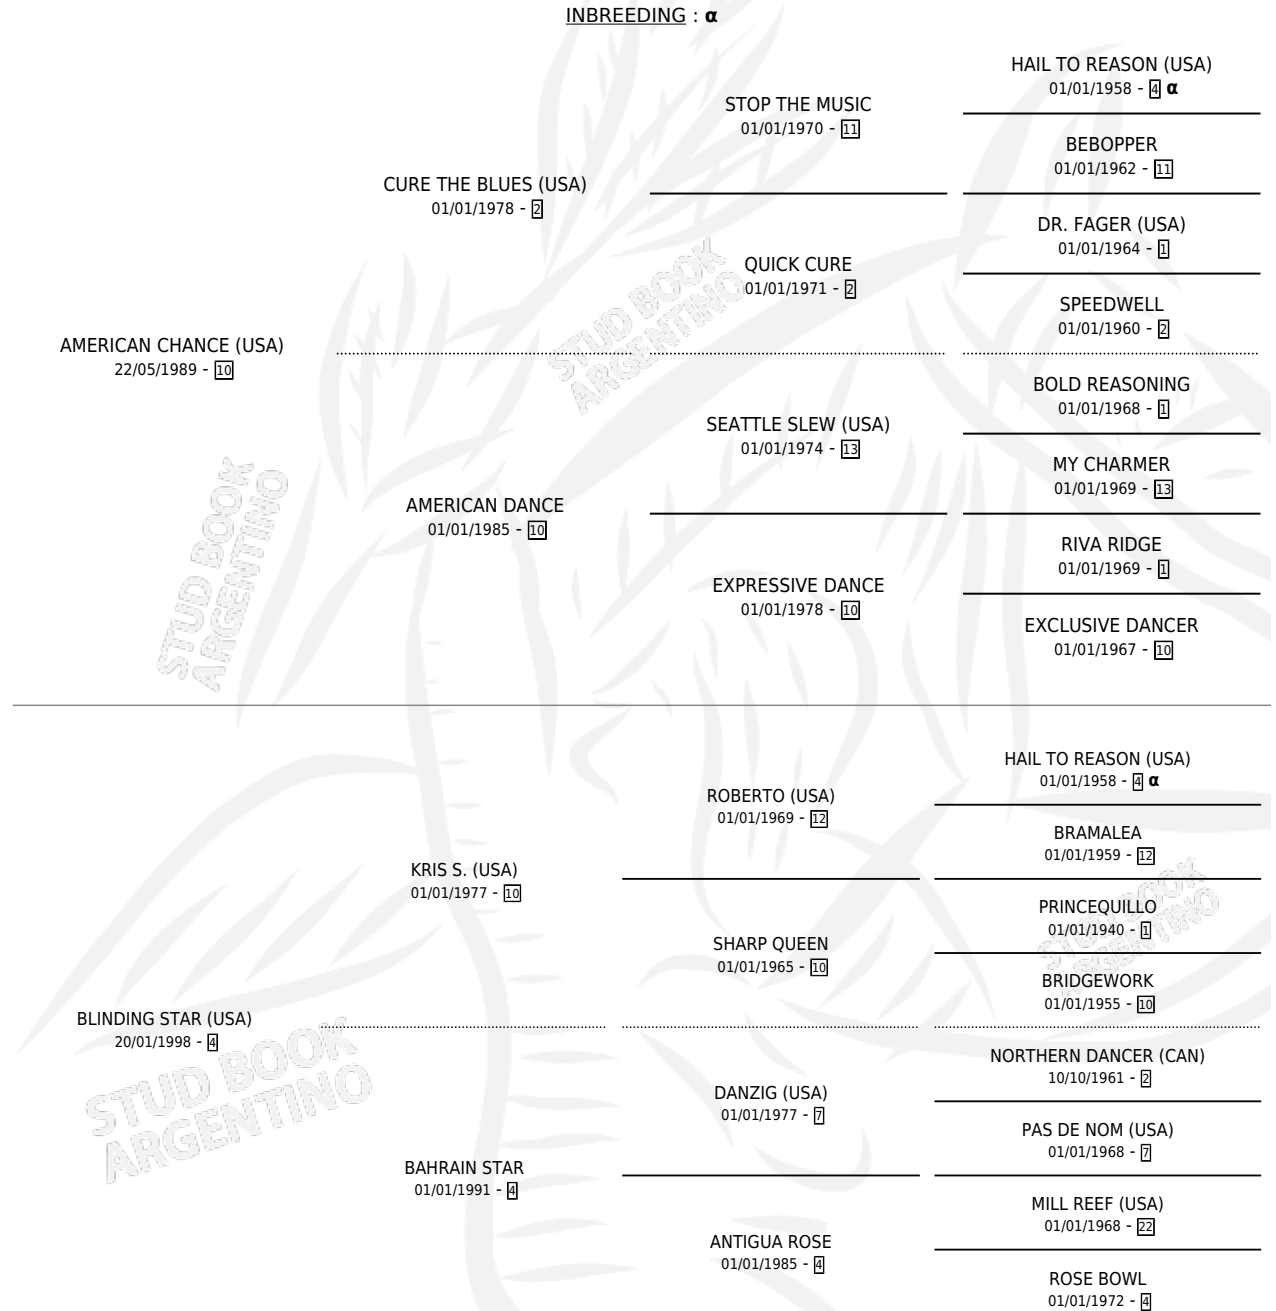 INBREEDING : α
HAIL TO REASON (USA)
01/01/1958 - 4 α
STOP THE MUSIC
01/01/1970 - 11
BEBOPPER
01/01/1962 - 11
CURE THE BLUES (USA)
01/01/1978 - 2
DR. FAGER (USA)
01/01/1964 - 1
QUICK CURE
01/01/1971 - 2
SPEEDWELL
01/01/1960 - 2
AMERICAN CHANCE (USA)
22/05/1989 - 10
BOLD REASONING
01/01/1968 - 1
SEATTLE SLEW (USA)
01/01/1974 - 13
MY CHARMER
01/01/1969 - 13
AMERICAN DANCE
01/01/1985 - 10
RIVA RIDGE
01/01/1969 - 1
EXPRESSIVE DANCE
01/01/1978 - 10
EXCLUSIVE DANCER
01/01/1967 - 10
HAIL TO REASON (USA)
01/01/1958 - 4 α
ROBERTO (USA)
01/01/1969 - 12
BRAMALEA
01/01/1959 - 12
KRIS S. (USA)
01/01/1977 - 10
PRINCEQUILLO
01/01/1940 - 1
SHARP QUEEN
01/01/1965 - 10
BRIDGEWORK
01/01/1955 - 10
BLINDING STAR (USA)
20/01/1998 - 4
NORTHERN DANCER (CAN)
10/10/1961 - 2
DANZIG (USA)
01/01/1977 - 7
PAS DE NOM (USA)
01/01/1968 - 7
BAHRAIN STAR
01/01/1991 - 4
MILL REEF (USA)
01/01/1968 - 22
ANTIGUA ROSE
01/01/1985 - 4
ROSE BOWL
01/01/1972 - 4
STUD BOOK
ARGENTINO
STUD BOOK
ARGENTINO
STUD BOOK
ARGENTINO
STUD BOOK
ARGENTINO